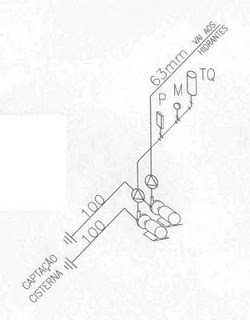 63mm
VAI AOS
HIDRANTES
TQ
M
P
100
100
CAPTAÇÃO
CISTERNA